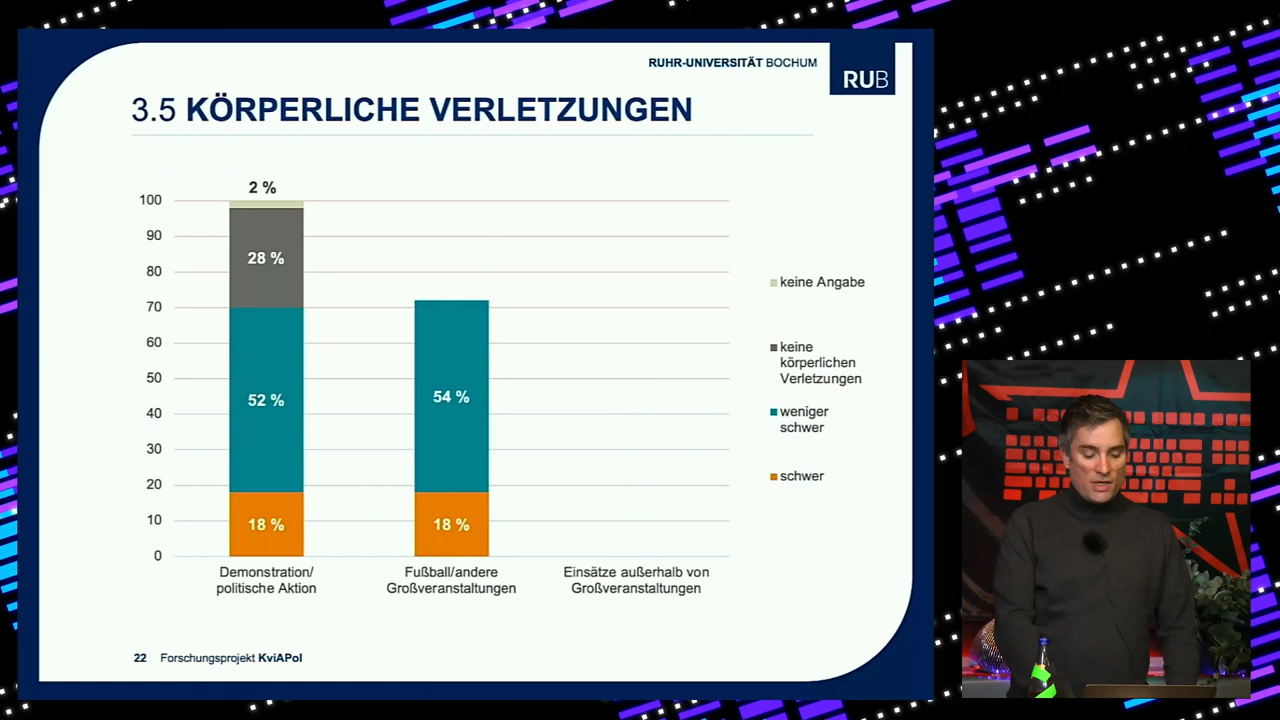 RUHR-UNIVERSITÄT BOCHUM
RUB
3.5 KÖRPERLICHE VERLETZUNGEN
2 %
100
90
80
70
60
50
40
30
20
10
0
28 %
52 %
18 %
54 %
18 %
Demonstration/
politische Aktion
Fußball/andere
Großveranstaltungen
Einsätze außerhalb von
Großveranstaltungen
keine Angabe
keine
körperlichen
Verletzungen
weniger
schwer
schwer
22 Forschungsprojekt KviAPol